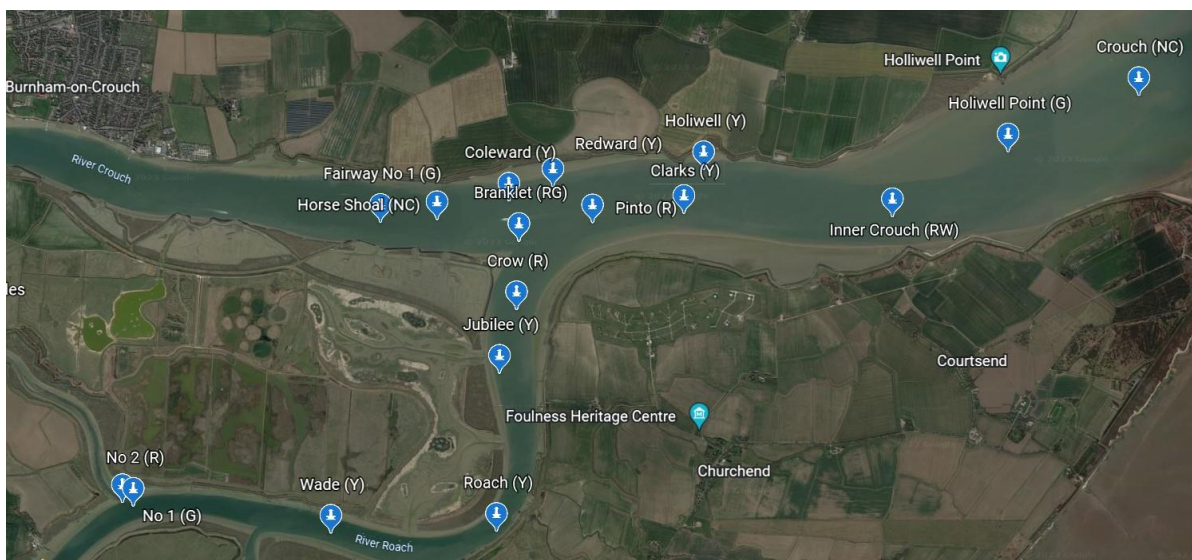 Crouch (NC)
Holliwell Point
Burnham-on-Crouch
Holiwell Point (G)
Holiwell (Y)
Redward (Y)
Coleward (Y)
River Crouch
Fairway No 1 (G)
Clarks (Y)
Branklet (RG)
Horse Shoal (NC)
Pinto (R)
Inner Crouch (RW)
Crow (R)
les
Jubilee (Y)
Courtsend
Foulness Heritage Centre
No 2 (R)
Churchend
Wade (Y)
Roach (Y)
No 1 (G)
River Roach